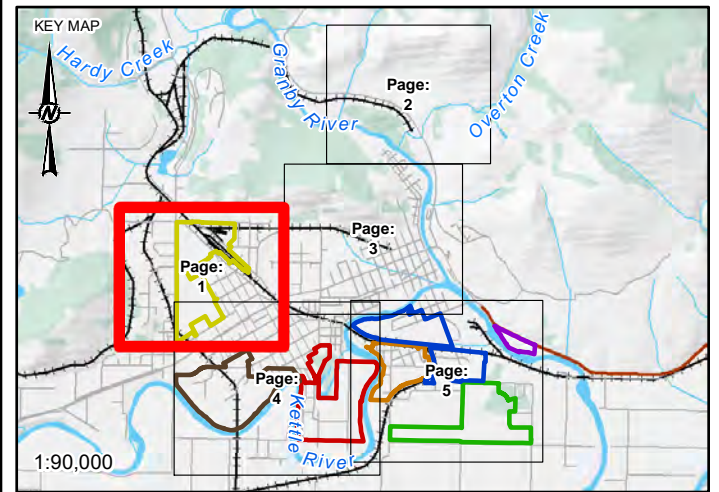 KEY MAP
Hardy Creek
N
Granby River
Overton Creek
Page:
2
Page:
3
Page:
1
Page:
4
Page:
5
Kettle River
1:90,000